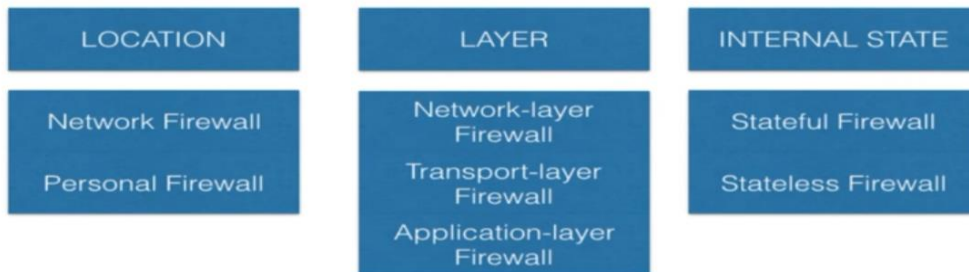 LOCATION
Network Firewall
Personal Firewall
LAYER
Network-layer
Firewall
Transport-layer
Firewall
Application-layer
Firewall
INTERNAL STATE
Stateful Firewall
Stateless Firewall